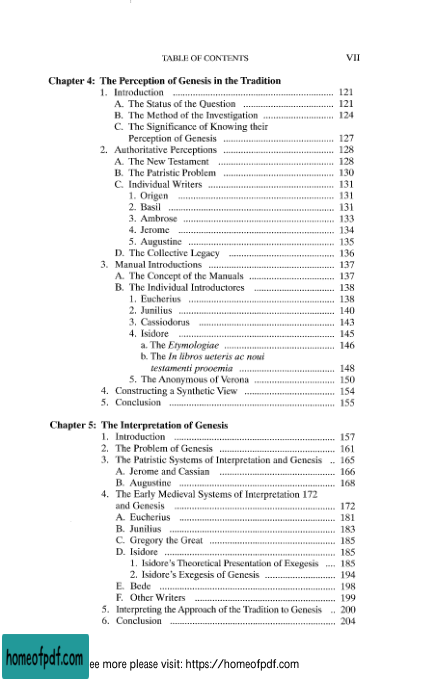 TABLE OF CONTENTS VII
Chapter 4: The Perception of Genesis in the Tradition
1. Introduction ........ 121
A. The Status of the Question ........ 121
B. The Method of the Investigation ........ 124
C. The Significance of Knowing their
Perception of Genesis ........ 127
2. Authoritative Perceptions ........ 128
A. The New Testament ........ 128
B. The Patristic Problem ........ 130
C. Individual Writers ........ 131
1. Origen ........ 131
2. Basil ........ 131
3. Ambrose ........ 133
4. Jerome ........ 134
5. Augustine ........ 135
D. The Collective Legacy ........ 136
3. Manual Introductions ........ 137
A. The Concept of the Manuals ........ 137
B. The Individual Introductores ........ 138
1. Eucherius ........ 138
2. Junilius ........ 140
3. Cassiodorus ........ 143
4. Isidore ........ 145
a. The Etymologiae ........ 146
b. The In libros ueteris ac noui
testamenti prooemia ........ 148
5. The Anonymous of Verona ........ 150
4. Constructing a Synthetic View ........ 154
5. Conclusion ........ 155
Chapter 5: The Interpretation of Genesis
1. Introduction ........ 157
2. The Problem of Genesis ........ 161
3. The Patristic Systems of Interpretation and Genesis .. 165
A. Jerome and Cassian ........ 166
B. Augustine ........ 168
4. The Early Medieval Systems of Interpretation 172
and Genesis ........ 172
A. Eucherius ........ 181
B. Junilius ........ 183
C. Gregory the Great ........ 185
D. Isidore ........ 185
1. Isidore's Theoretical Presentation of Exegesis .... 185
2. Isidore's Exegesis of Genesis ........ 194
E. Bede ........ 198
F. Other Writers ........ 199
5. Interpreting the Approach of the Tradition to Genesis .. 200
6. Conclusion ........ 204
homeofpdf.com
ee more please visit: https://homeofpdf.com